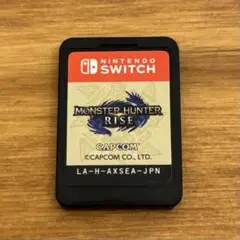 NINTENDO
SWITCH
MONSTER HUNTER
RISE
CAPCOM
©CAPCOM CO., LTD.
LA-H-AXSEA-JPN